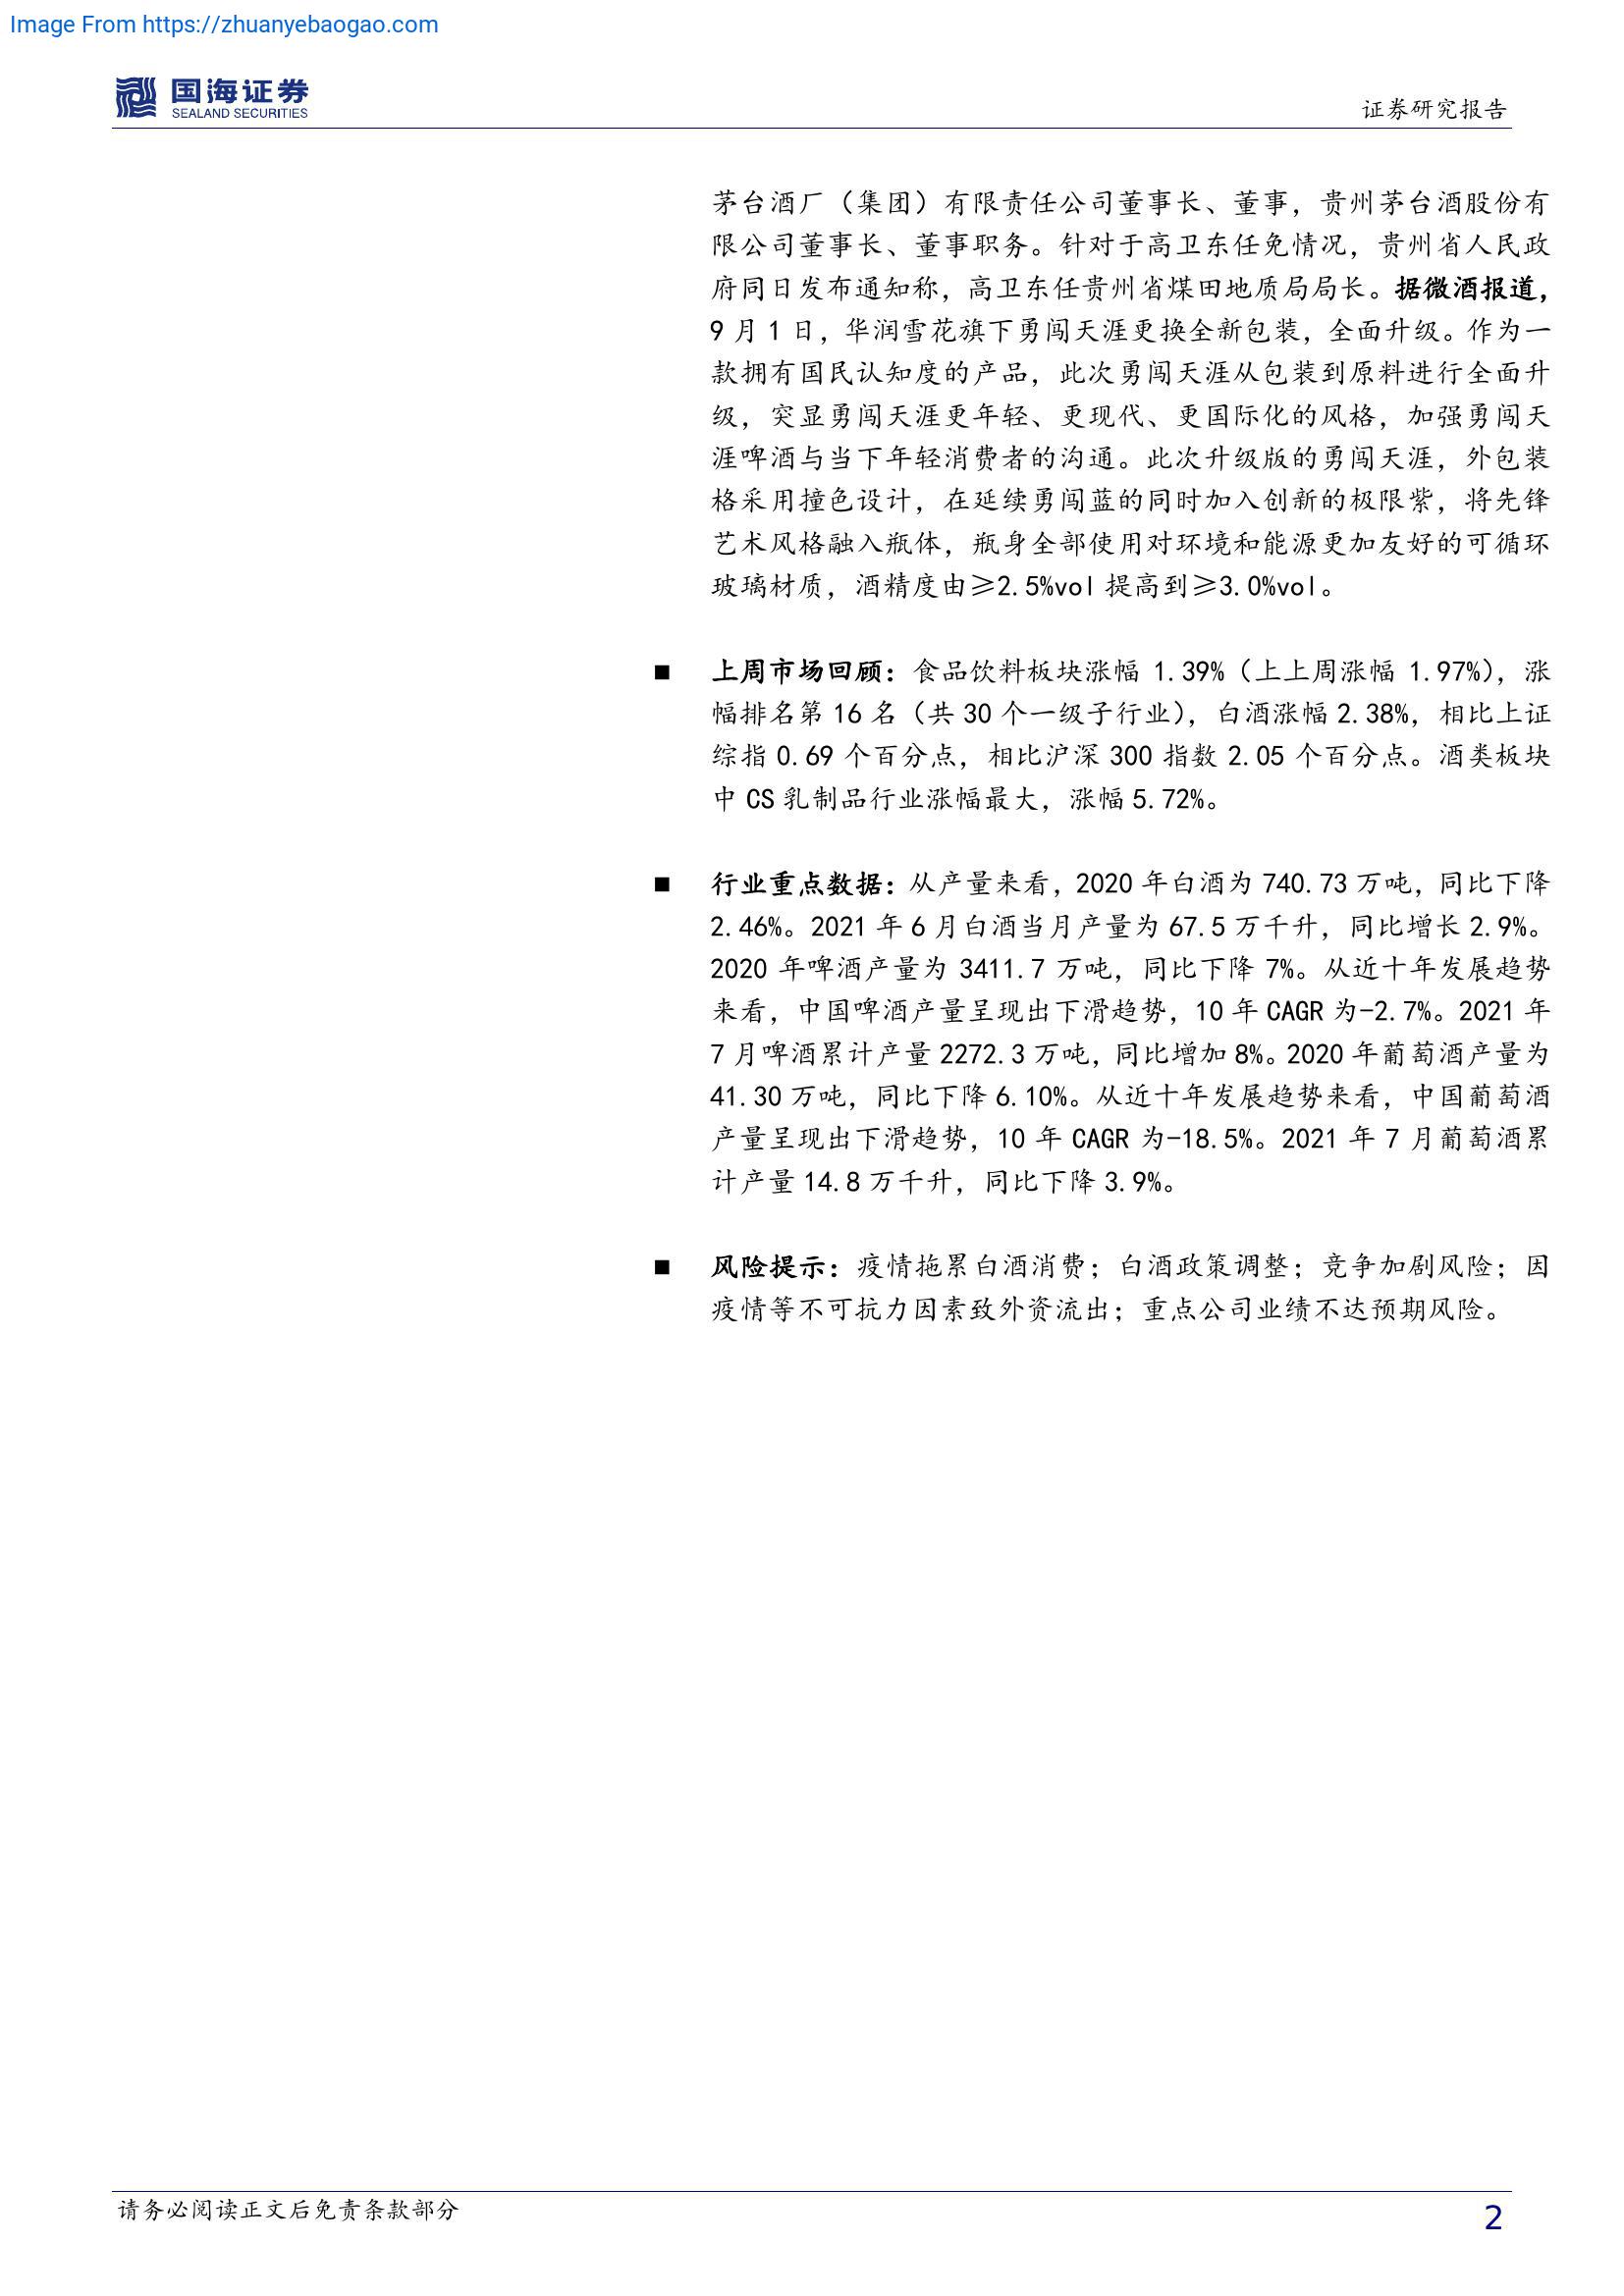 Image From https://zhuanyebaogao.com
国海证券
SEALAND SECURITIES
证券研究报告
茅台酒厂（集团）有限责任公司董事长、董事，贵州茅台酒股份有
限公司董事长、董事职务。针对于高卫东任免情况，贵州省人民政
府同日发布通知称，高卫东任贵州省煤田地质局局长。据微酒报道，
9 月 1 日，华润雪花旗下勇闯天涯更换全新包装，全面升级。作为一
款拥有国民认知度的产品，此次勇闯天涯从包装到原料进行全面升
级，突显勇闯天涯更年轻、更现代、更国际化的风格，加强勇闯天
涯啤酒与当下年轻消费者的沟通。此次升级版的勇闯天涯，外包装
格采用撞色设计，在延续勇闯蓝的同时加入创新的极限紫，将先锋
艺术风格融入瓶体，瓶身全部使用对环境和能源更加友好的可循环
玻璃材质，酒精度由≥2.5%vol 提高到≥3.0%vol。
■ 上周市场回顾：食品饮料板块涨幅 1.39%（上上周涨幅 1.97%），涨
幅排名第 16 名（共 30 个一级子行业），白酒涨幅 2.38%，相比上证
综指 0.69 个百分点，相比沪深 300 指数 2.05 个百分点。酒类板块
中 CS 乳制品行业涨幅最大，涨幅 5.72%。
■ 行业重点数据：从产量来看，2020 年白酒为 740.73 万吨，同比下降
2.46%。2021 年 6 月白酒当月产量为 67.5 万千升，同比增长 2.9%。
2020 年啤酒产量为 3411.7 万吨，同比下降 7%。从近十年发展趋势
来看，中国啤酒产量呈现出下滑趋势，10 年 CAGR 为-2.7%。2021 年
7 月啤酒累计产量 2272.3 万吨，同比增加 8%。2020 年葡萄酒产量为
41.30 万吨，同比下降 6.10%。从近十年发展趋势来看，中国葡萄酒
产量呈现出下滑趋势，10 年 CAGR 为-18.5%。2021 年 7 月葡萄酒累
计产量 14.8 万千升，同比下降 3.9%。
■ 风险提示：疫情拖累白酒消费；白酒政策调整；竞争加剧风险；因
疫情等不可抗力因素致外资流出；重点公司业绩不达预期风险。
请务必阅读正文后免责条款部分
2